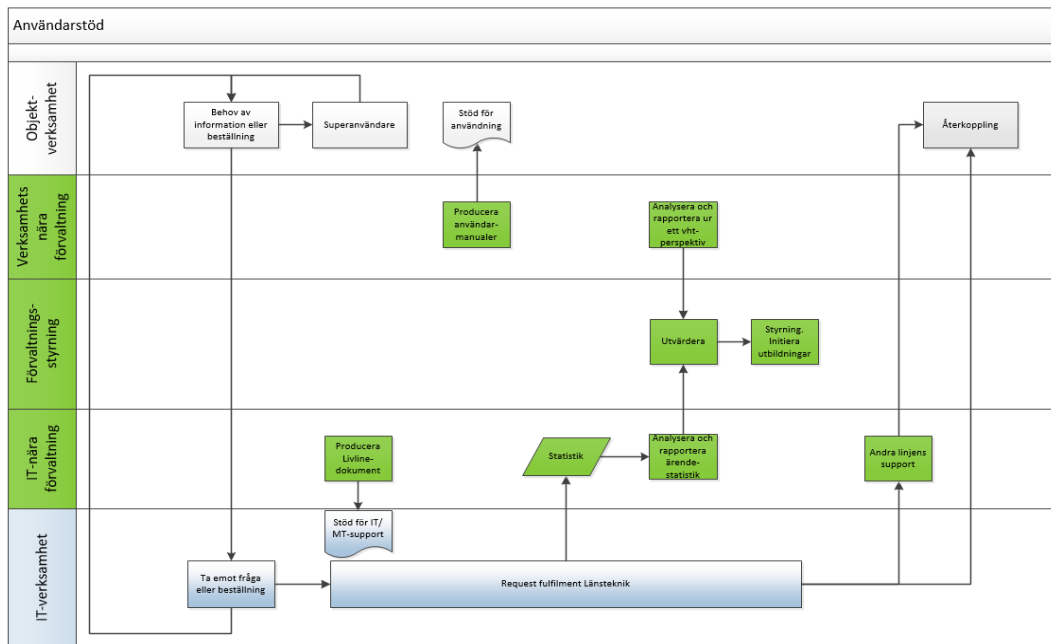 Användarstöd
Objekt-
verksamhet
Behov av
information eller
beställning
Superanvändare
Stöd för
användning
Återkoppling
Verksamhets
nära
förvaltning
Producera
användar-
manualer
Analysera och
rapportera ur
ett vht-
perspektiv
Förvaltnings-
styrning
Utvärdera
Styrning.
Initiera
utbildningar
IT-nära
förvaltning
Producera
Livline-
dokument
Statistik
Analysera och
rapportera
ärende-
statistik
Andra linjens
support
IT-verksamhet
Stöd för IT/
MT-support
Ta emot fråga
eller beställning
Request fulfilment Länsteknik